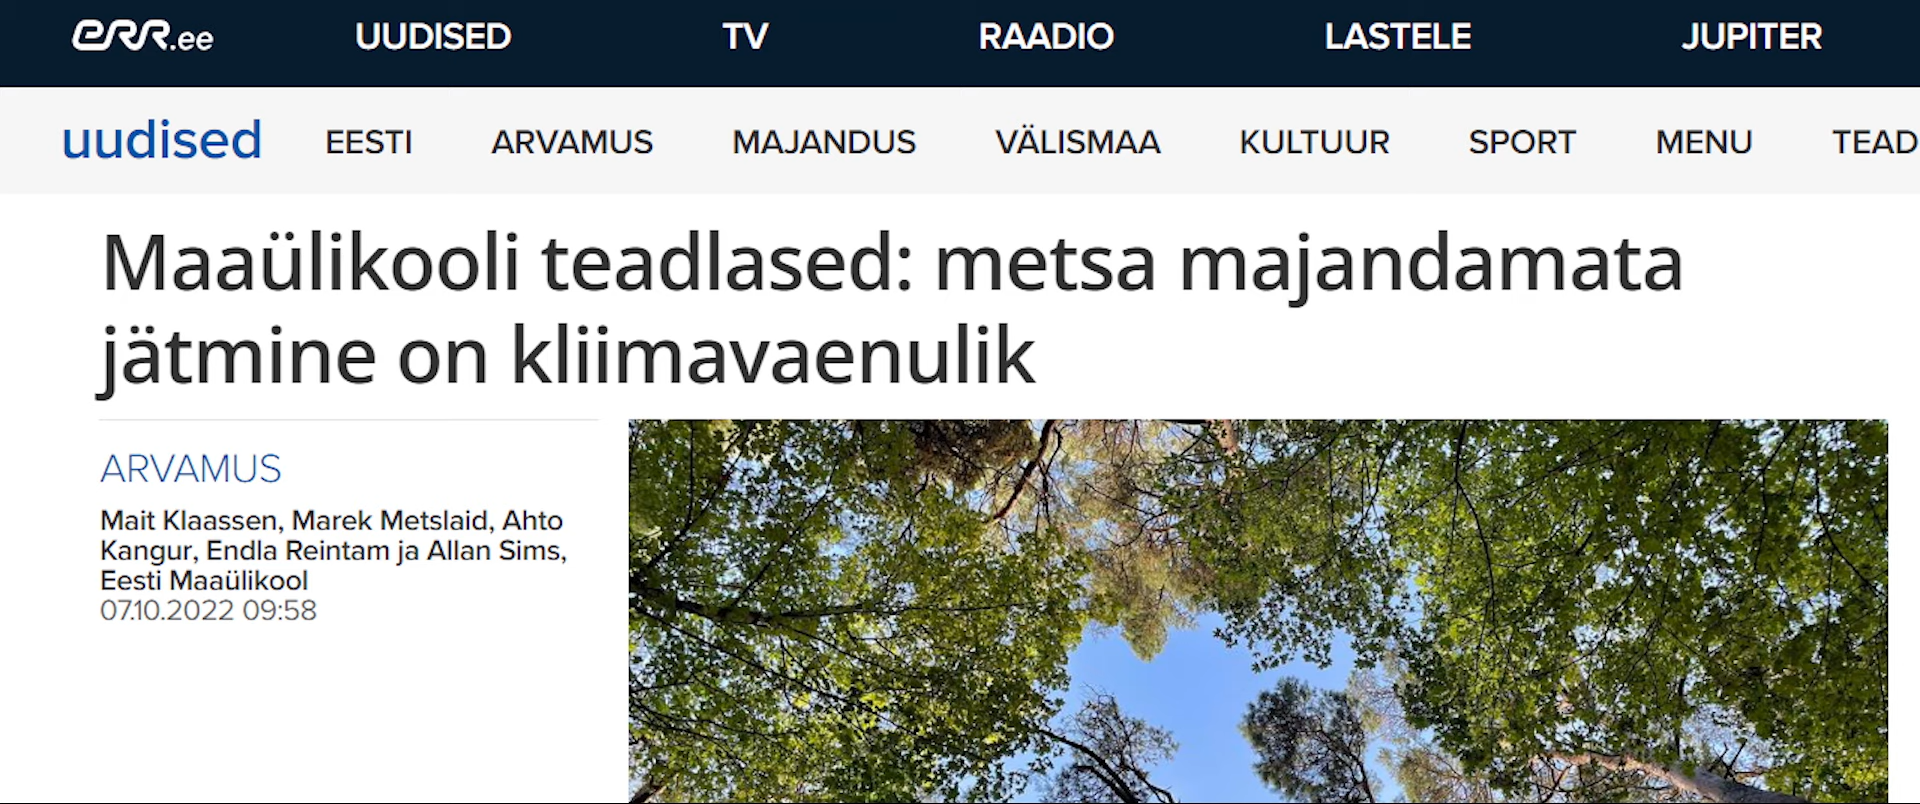 err.ee UUDISED TV RAADIO LASTELE JUPITER
uudised EESTI ARVAMUS MAJANDUS VÄLISMAA KULTUUR SPORT MENU TEAD
Maaülikooli teadlased: metsa majandamata
jätmine on kliimavaenulik
ARVAMUS
Mait Klaassen, Marek Metslaid, Ahto
Kangur, Endla Reintam ja Allan Sims,
Eesti Maaülikool
07.10.2022 09:58